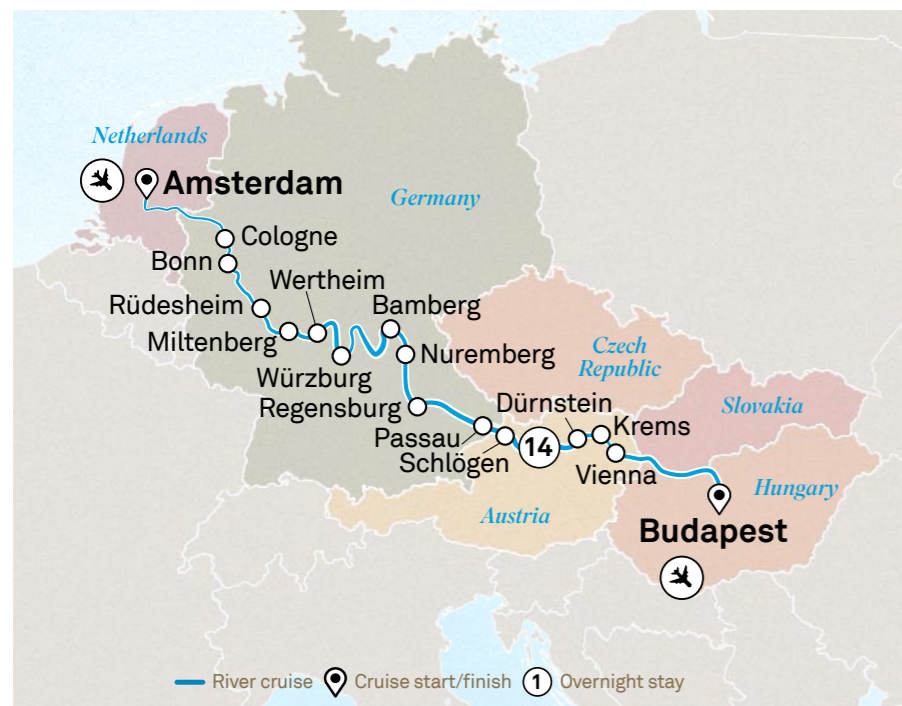 Netherlands
Amsterdam
Germany
Cologne
Bonn
Wertheim
Rüdesheim
Bamberg
Miltenberg
Nuremberg
Czech
Republic
Würzburg
Regensburg
Dürnstein
Slovakia
Passau
Krems
Schlögen
14
Vienna
Hungary
Austria
Budapest
River cruise Cruise start/finish 1 Overnight stay